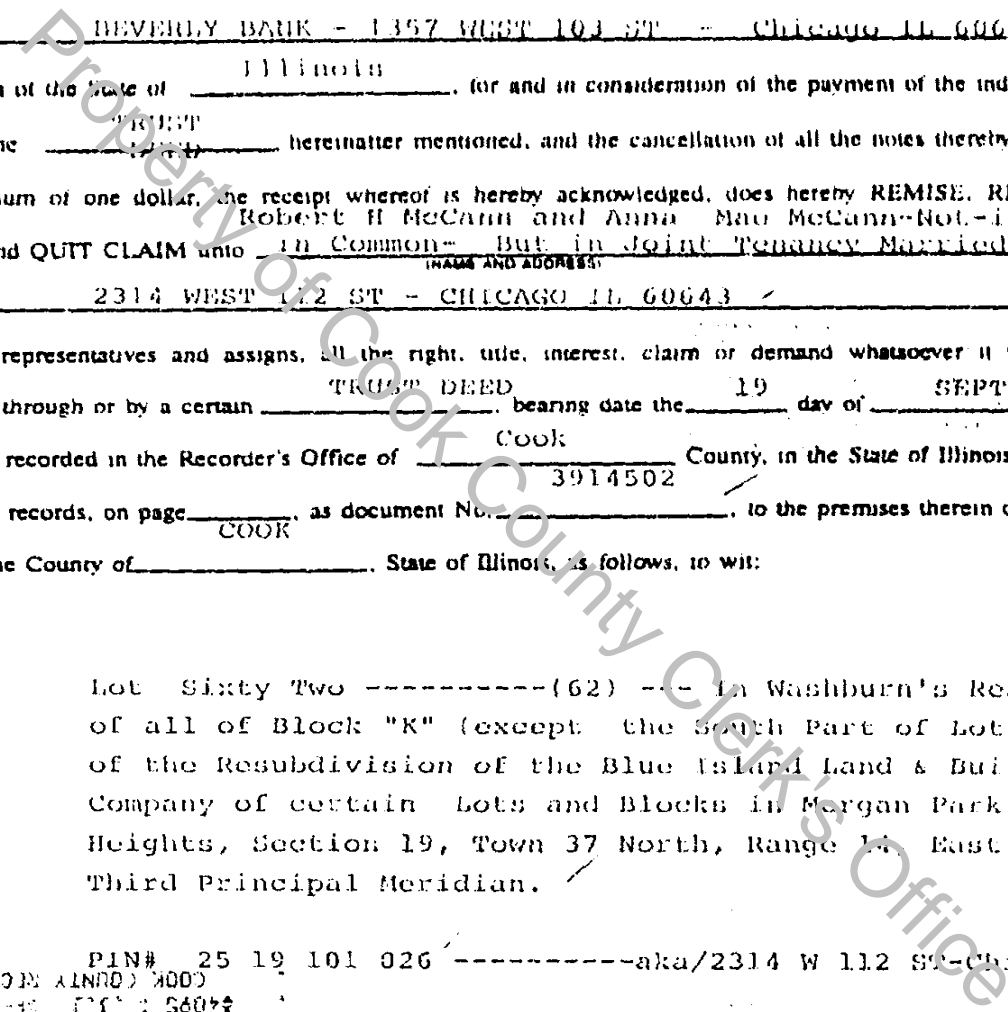 BEVERLY BANK - 1357 WEST 103 ST - Chicago IL 606
of the State of Illinois, for and in consideration of the payment of the ind
TRUST
hereinafter mentioned, and the cancellation of all the notes thereby
um of one dollar, the receipt whereof is hereby acknowledged, does hereby REMISE, R
Robert H McCann and Anna Mae McCann-Not-i
nd QUIT CLAIM unto in Common- But in Joint Tenancy Married
(NAME AND ADDRESS)
2314 WEST 112 ST - CHICAGO IL 60643
representatives and assigns, all the right, title, interest, claim or demand whatsoever it
through or by a certain TRUST DEED, bearing date the 19 day of SEPT
recorded in the Recorder's Office of Cook County, in the State of Illinois
records, on page, as document No. 3914502, to the premises therein
he County of COOK, State of Illinois, as follows, to wit:
Lot Sixty Two ----------(62) --- In Washburn's Re
of all of Block "K" (except the South Part of Lot
of the Resubdivision of the Blue Island Land & Bui
Company of certain Lots and Blocks in Morgan Park
Heights, Section 19, Town 37 North, Range 14, East
Third Principal Meridian.
PIN# 25 19 101 026 ----------aka/2314 W 112 ST-Chi
COOK COUNTY REC
Property of Cook County Clerk's Office